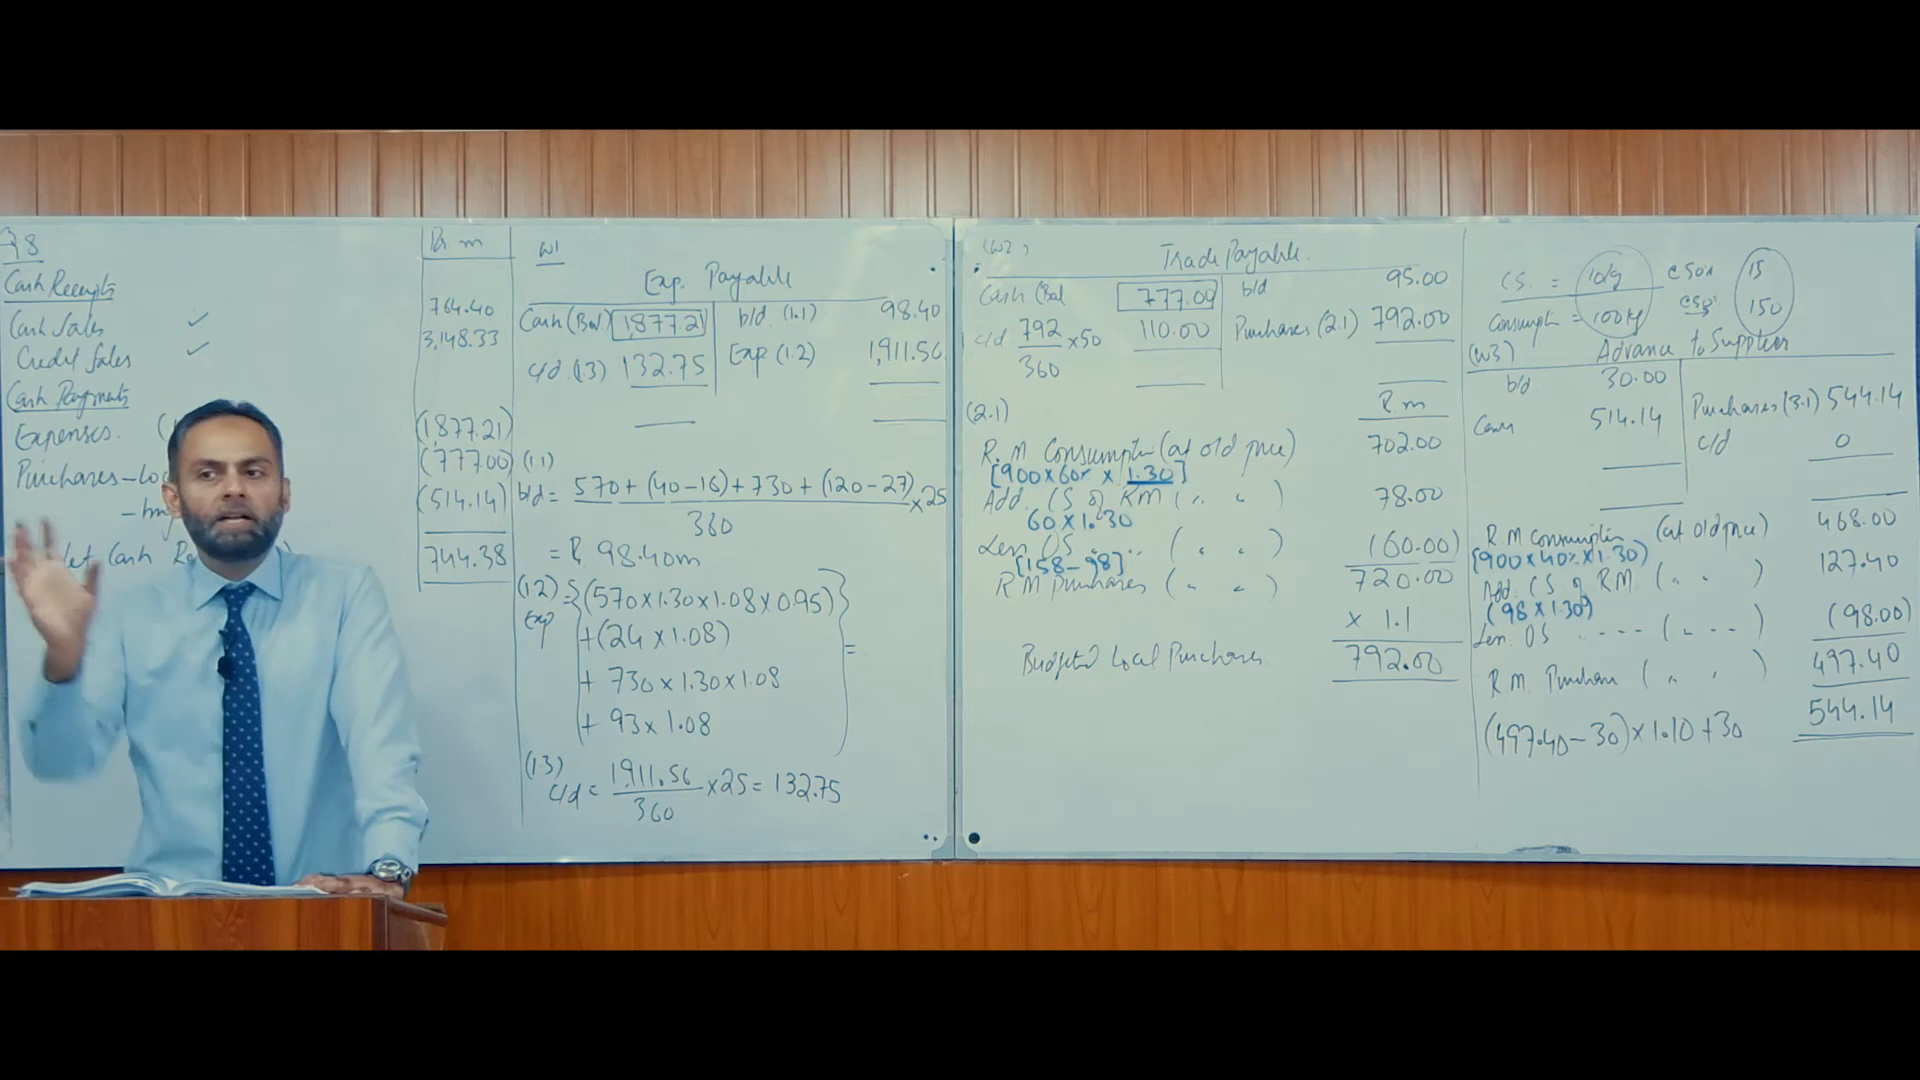 Q8
Rs m
Cash Receipts
Cash Sales ✓ 764.40
Credit Sales ✓ 3,148.33
Cash Payments
Expenses. (1,877.21)
Purchases – Loc (777.00)
(514.14)
Net Cash 744.38
W1
Exp. Payable
Cash (Bal) 1,877.21 b/d. (1.1) 98.40
c/d. (1.3) 132.75 Exp (1.2) 1,911.56
(1.1)
b/d = 570 + (40-16) + 730 + (120-27) × 25
360
= Rs 98.40m
(1.2) = (570×1.30×1.08×0.95)
Exp
+(24 × 1.08)
+ 730 × 1.30 × 1.08
+ 93 × 1.08
=
(1.3)
c/d = 1911.56 × 25 = 132.75
360
(W2)
Trade Payable.
Cash (Bal 777.00 b/d 95.00
c/d 792 × 50 110.00 Purchases (2.1) 792.00
360
(2.1) Rs m
R.M Consumption (at old price) 702.00
[900×60% × 1.30]
Add. CS of RM ( 〃 〃 ) 78.00
60 × 1.30
Less OS ( 〃 〃 ) (60.00)
[158-98]
RM purchases ( 〃 〃 ) 720.00
× 1.1
Budgeted Local Purchases 792.00
CS. = 10kg 15
Consumption = 100kg 150
(W3) Advance to Supplier
b/d 30.00
Purchases (3.1) 544.14
Cash 514.14
c/d 0
R.M Consumption (at old price) 468.00
[900×40%×1.30)
Add. CS of RM ( 〃 〃 ) 127.40
(98 × 1.30)
Less. OS ---- ( 〃 -- ) (98.00)
R.M. Purchase ( 〃 〃 ) 497.40
(497.40-30) × 1.10 + 30 544.14